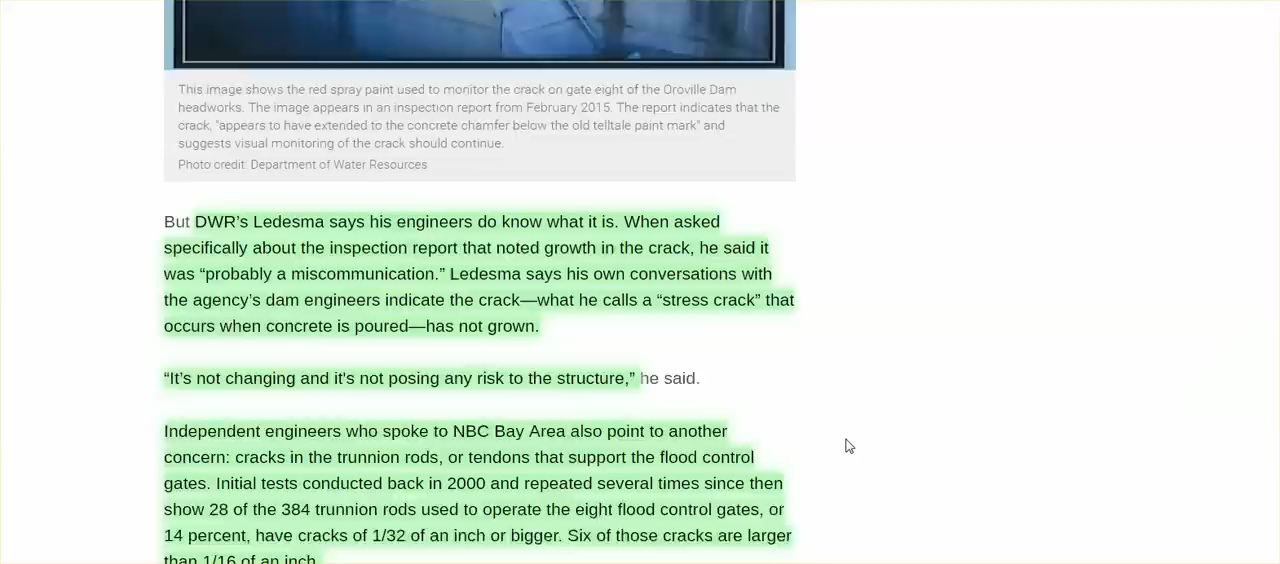 This image shows the red spray paint used to monitor the crack on gate eight of the Oroville Dam
headworks. The image appears in an inspection report from February 2015. The report indicates that the
crack, "appears to have extended to the concrete chamfer below the old telltale paint mark" and
suggests visual monitoring of the crack should continue.
Photo credit: Department of Water Resources
But DWR’s Ledesma says his engineers do know what it is. When asked
specifically about the inspection report that noted growth in the crack, he said it
was “probably a miscommunication.” Ledesma says his own conversations with
the agency’s dam engineers indicate the crack—what he calls a “stress crack” that
occurs when concrete is poured—has not grown.
“It’s not changing and it's not posing any risk to the structure,” he said.
Independent engineers who spoke to NBC Bay Area also point to another
concern: cracks in the trunnion rods, or tendons that support the flood control
gates. Initial tests conducted back in 2000 and repeated several times since then
show 28 of the 384 trunnion rods used to operate the eight flood control gates, or
14 percent, have cracks of 1/32 of an inch or bigger. Six of those cracks are larger
than 1/16 of an inch.